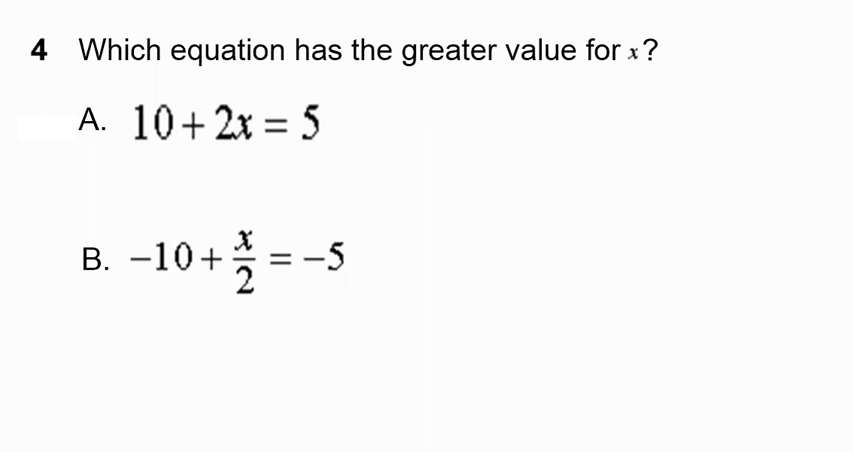 4 Which equation has the greater value for x?
A. 10 + 2x = 5
B. −10 + x/2 = −5